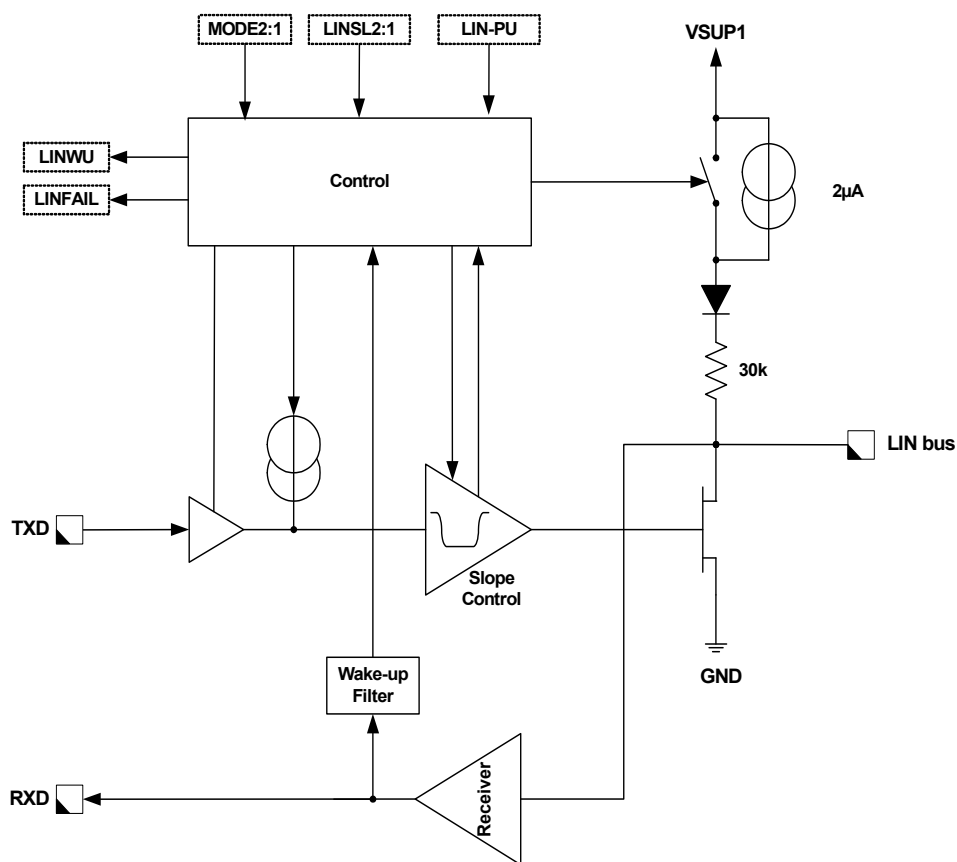 MODE2:1
LINSL2:1
LIN-PU
VSUP1
LINWU
LINFAIL
Control
2µA
30k
LIN bus
TXD
Slope
Control
Wake-up
Filter
GND
RXD
Receiver